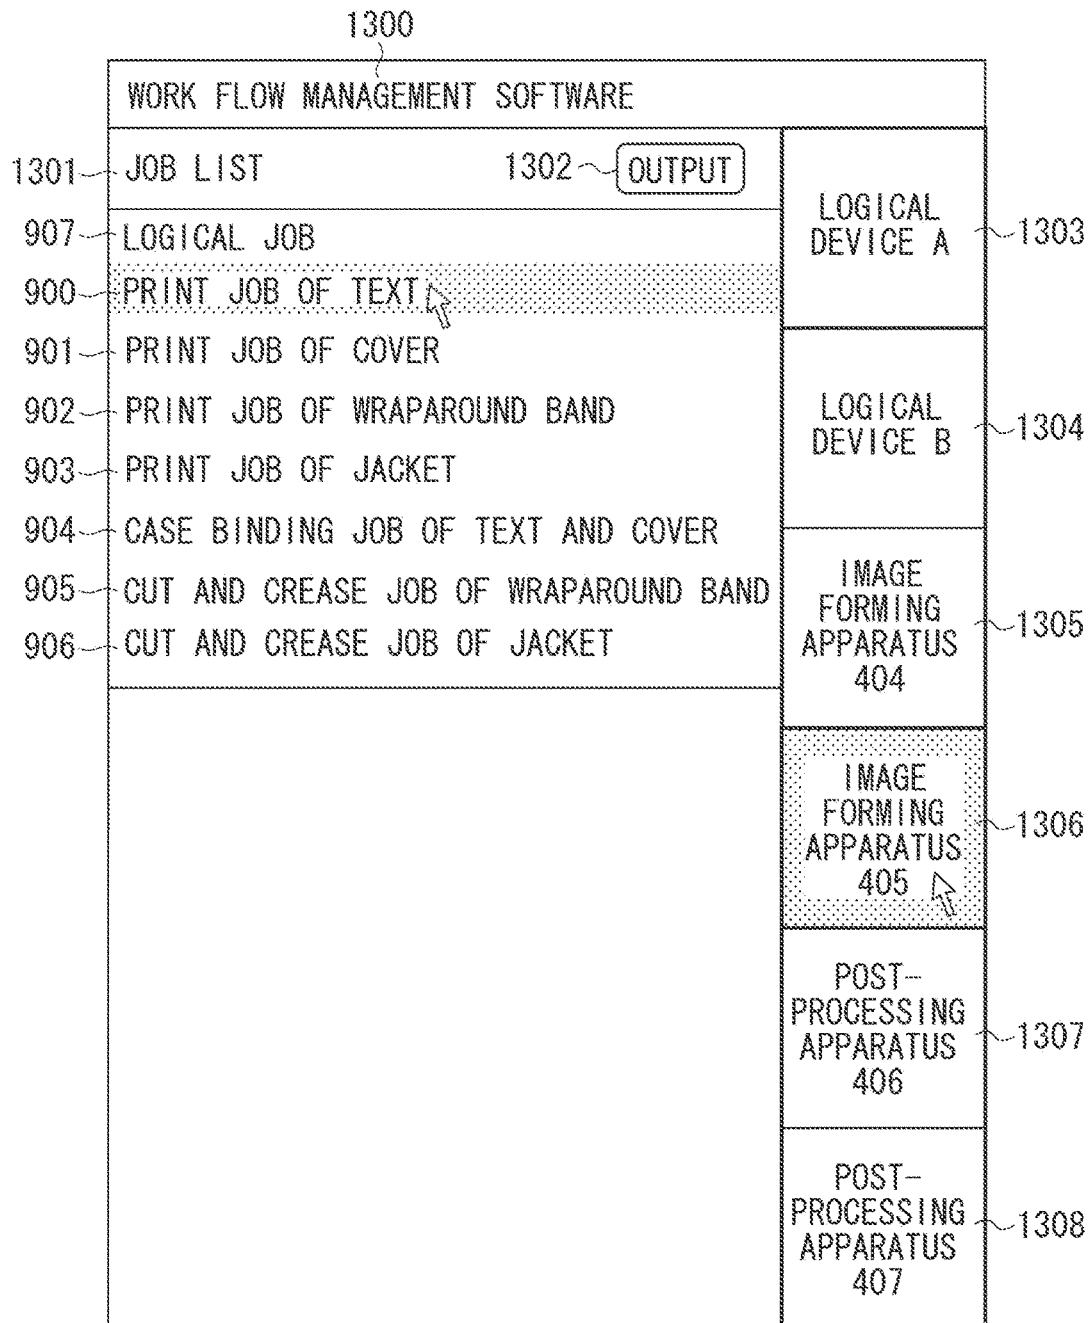 1300
WORK FLOW MANAGEMENT SOFTWARE
1301 JOB LIST 1302 OUTPUT
907 LOGICAL JOB
900 PRINT JOB OF TEXT
901 PRINT JOB OF COVER
902 PRINT JOB OF WRAPAROUND BAND
903 PRINT JOB OF JACKET
904 CASE BINDING JOB OF TEXT AND COVER
905 CUT AND CREASE JOB OF WRAPAROUND BAND
906 CUT AND CREASE JOB OF JACKET
LOGICAL
DEVICE A
1303
LOGICAL
DEVICE B
1304
IMAGE
FORMING
APPARATUS
404
1305
IMAGE
FORMING
APPARATUS
405
1306
POST-
PROCESSING
APPARATUS
406
1307
POST-
PROCESSING
APPARATUS
407
1308